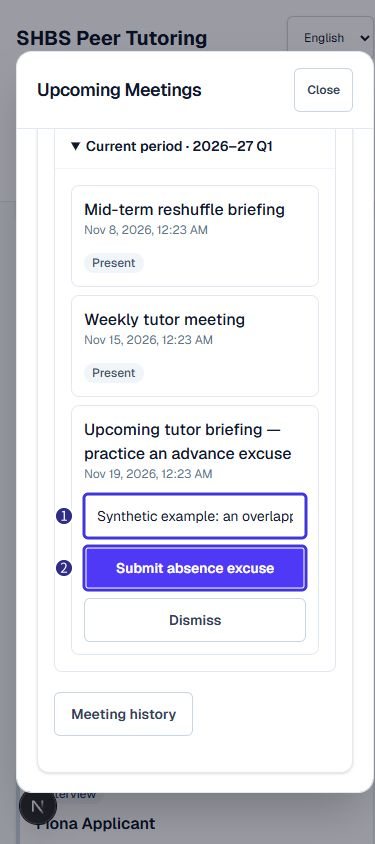 SHBS Peer Tutoring
English
Upcoming Meetings
Close
▼ Current period · 2026–27 Q1
Mid-term reshuffle briefing
Nov 8, 2026, 12:23 AM
Present
Weekly tutor meeting
Nov 15, 2026, 12:23 AM
Present
Upcoming tutor briefing —
practice an advance excuse
Nov 19, 2026, 12:23 AM
1 Synthetic example: an overlap
2 Submit absence excuse
Dismiss
Meeting history
N
Fiona Applicant